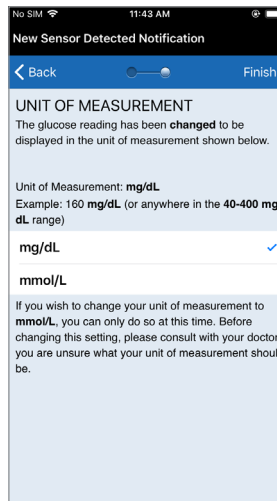 No SIM 11:43 AM
New Sensor Detected Notification
Back Finish
UNIT OF MEASUREMENT
The glucose reading has been changed to be
displayed in the unit of measurement shown below.
Unit of Measurement: mg/dL
Example: 160 mg/dL (or anywhere in the 40-400 mg
dL range)
mg/dL
mmol/L
If you wish to change your unit of measurement to
mmol/L, you can only do so at this time. Before
changing this setting, please consult with your doctor
you are unsure what your unit of measurement shoul
be.